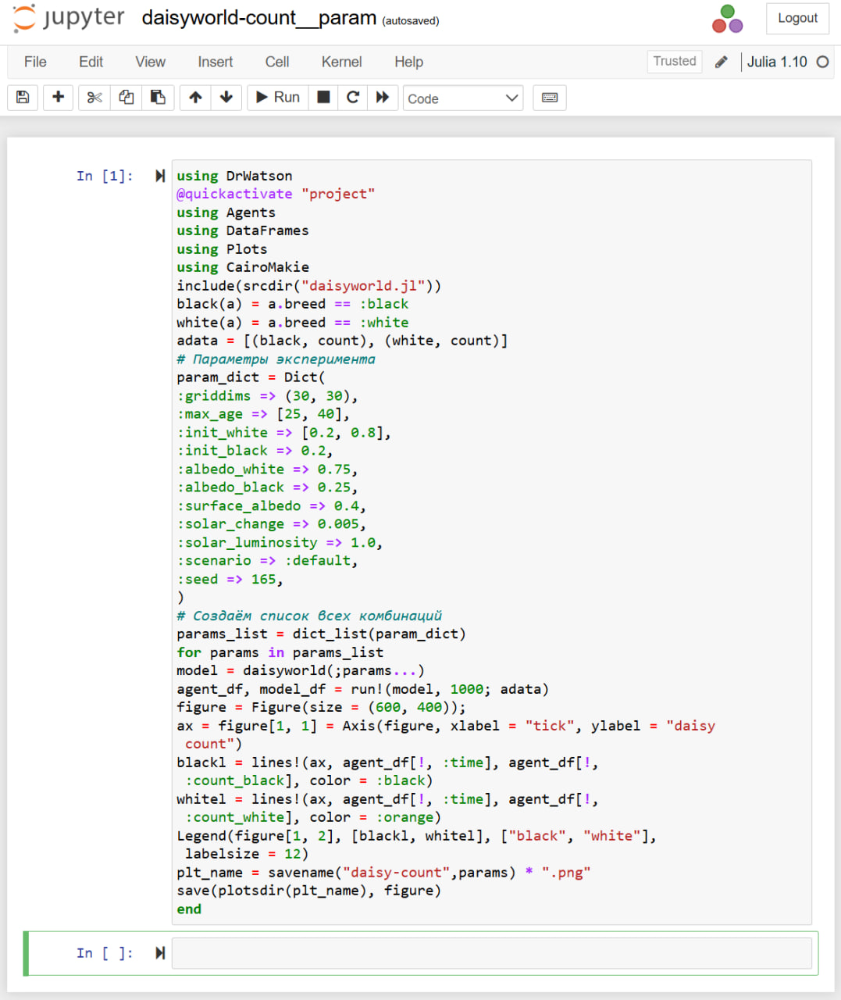 jupyter daisyworld-count__param (autosaved)
Logout
File Edit View Insert Cell Kernel Help
Trusted
Julia 1.10
Run
Code
In [1]:
using DrWatson
@quickactivate "project"
using Agents
using DataFrames
using Plots
using CairoMakie
include(srcdir("daisyworld.jl"))
black(a) = a.breed == :black
white(a) = a.breed == :white
adata = [(black, count), (white, count)]
# Параметры эксперимента
param_dict = Dict(
:griddims => (30, 30),
:max_age => [25, 40],
:init_white => [0.2, 0.8],
:init_black => 0.2,
:albedo_white => 0.75,
:albedo_black => 0.25,
:surface_albedo => 0.4,
:solar_change => 0.005,
:solar_luminosity => 1.0,
:scenario => :default,
:seed => 165,
)
# Создаём список всех комбинаций
params_list = dict_list(param_dict)
for params in params_list
model = daisyworld(;params...)
agent_df, model_df = run!(model, 1000; adata)
figure = Figure(size = (600, 400));
ax = figure[1, 1] = Axis(figure, xlabel = "tick", ylabel = "daisy
count")
blackl = lines!(ax, agent_df[!, :time], agent_df[!,
:count_black], color = :black)
whitel = lines!(ax, agent_df[!, :time], agent_df[!,
:count_white], color = :orange)
Legend(figure[1, 2], [blackl, whitel], ["black", "white"],
labelsize = 12)
plt_name = savename("daisy-count",params) * ".png"
save(plotsdir(plt_name), figure)
end
In [ ]: